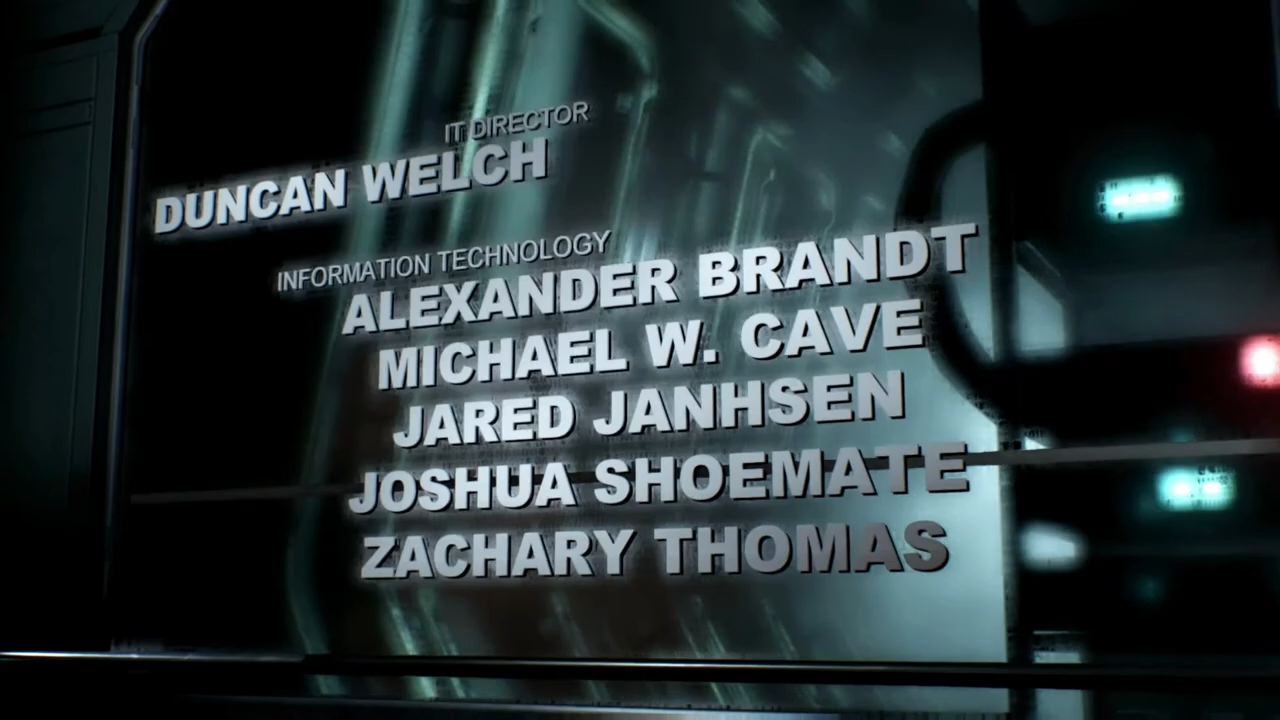 IT DIRECTOR
DUNCAN WELCH
INFORMATION TECHNOLOGY
ALEXANDER BRANDT
MICHAEL W. CAVE
JARED JANHSEN
JOSHUA SHOEMATE
ZACHARY THOMAS